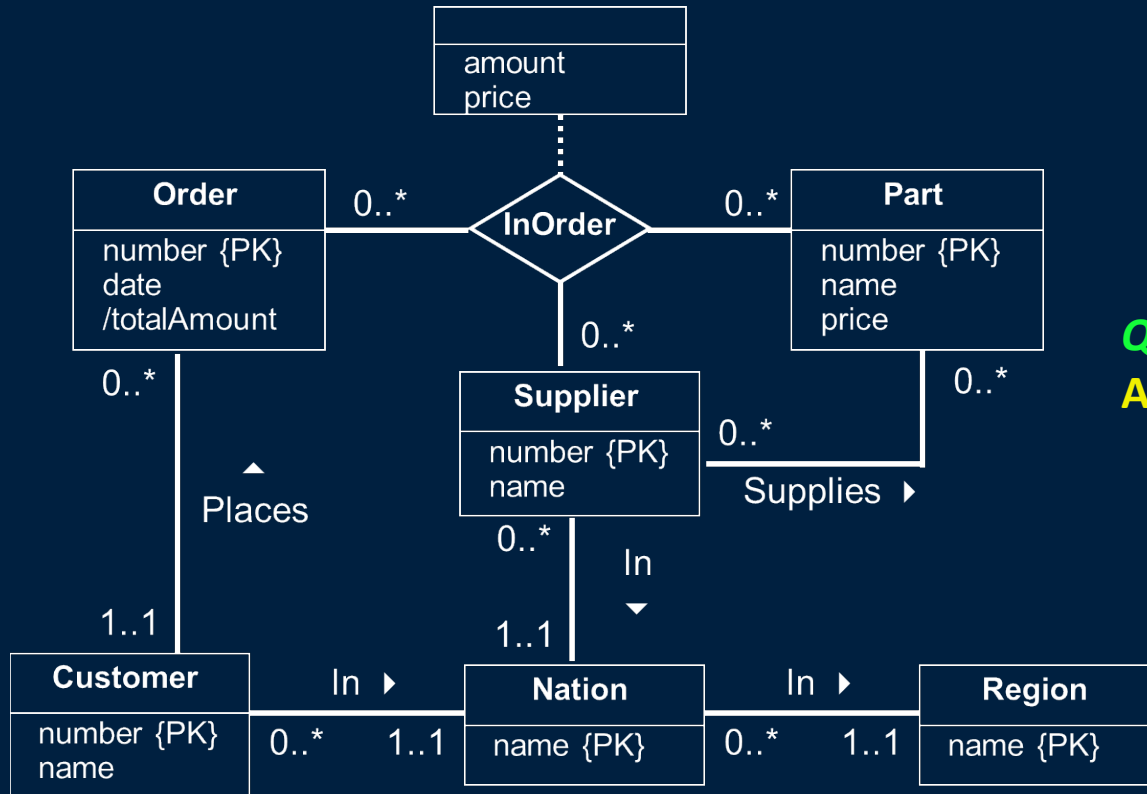 amount
price
Order
number {PK}
date
/totalAmount
0..*
InOrder
0..*
Part
number {PK}
name
price
0..*
Supplier
number {PK}
name
0..*
Supplies
0..*
0..*
Places
1..1
0..*
In
1..1
Customer
number {PK}
name
In
0..*
1..1
Nation
name {PK}
In
0..*
1..1
Region
name {PK}
Q
A